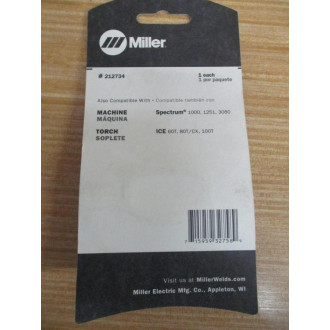 Miller
# 212734
1 each
1 por paquete
Also Compatible With • Compatible también con
MACHINE
MÁQUINA
Spectrum® 1000, 1251, 3080
TORCH
SOPLETE
ICE 60T, 80T/CX, 100T
Visit us at MillerWelds.com
Miller Electric Mfg. Co., Appleton, WI